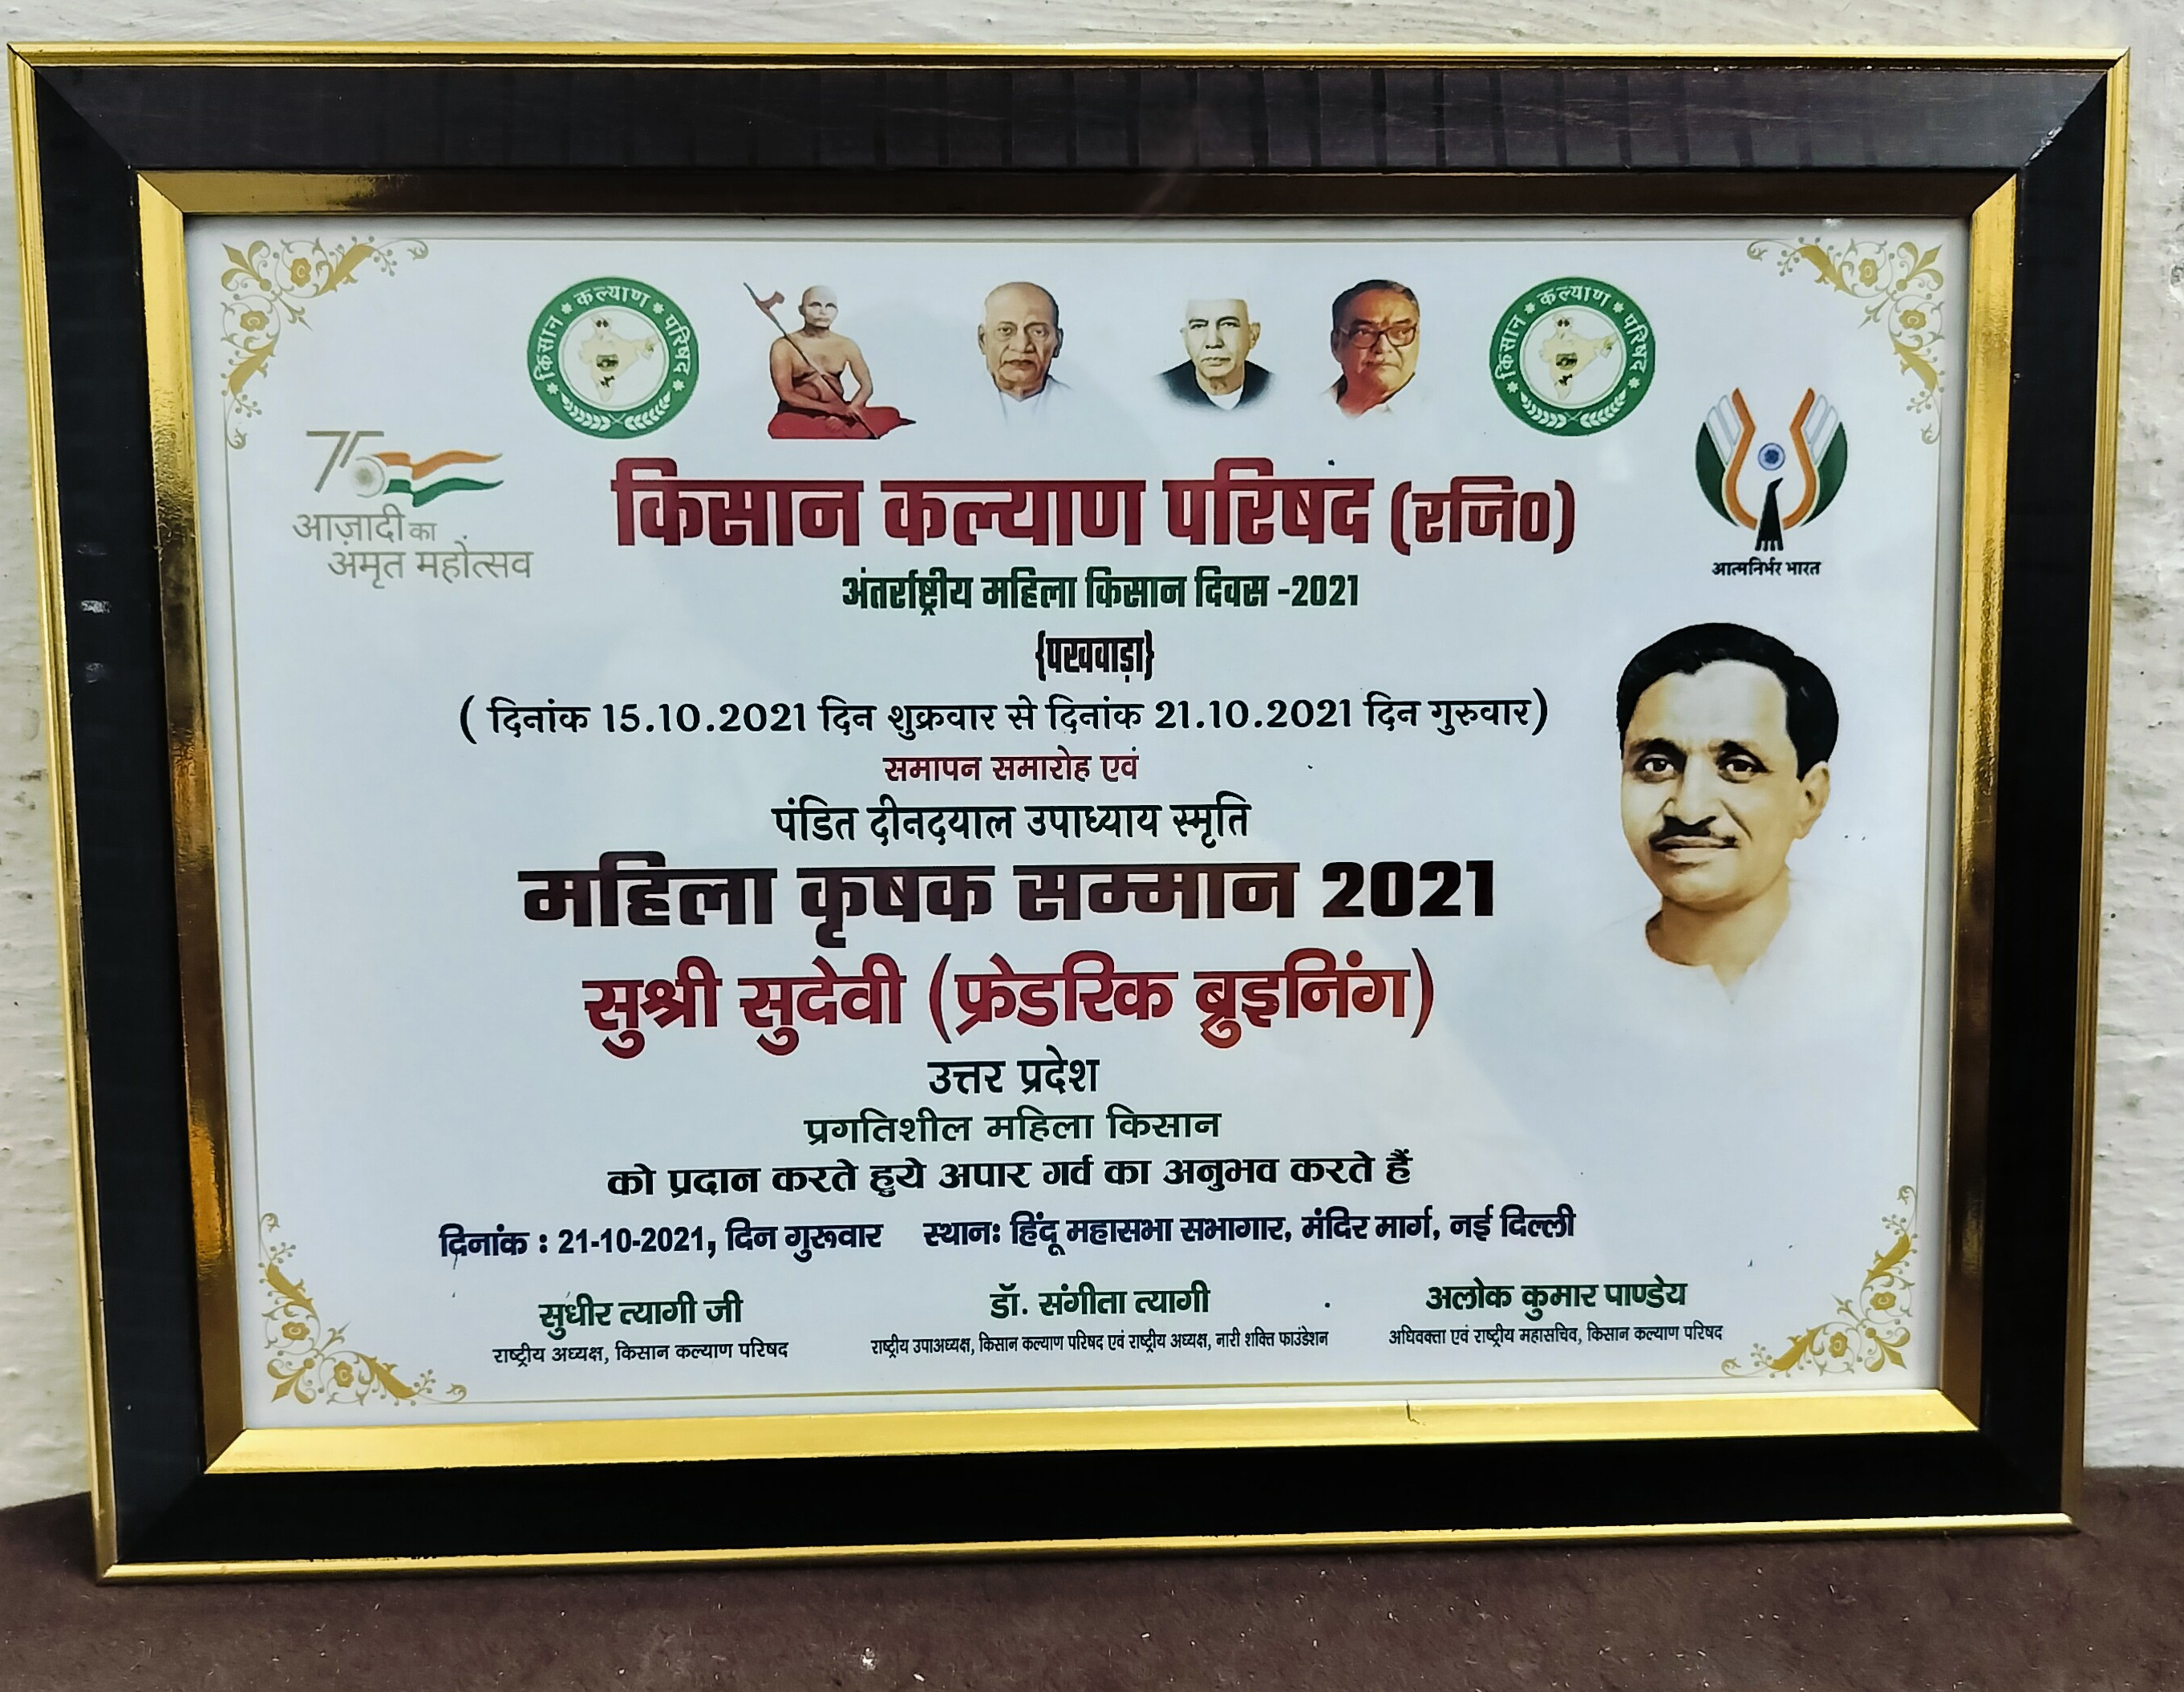 किसान कल्याण परिषद
किसान कल्याण परिषद
75
आज़ादी का
अमृत महोत्सव
किसान कल्याण परिषद (रजि०)
आत्मनिर्भर भारत
अंतर्राष्ट्रीय महिला किसान दिवस -2021
{पखवाड़ा}
( दिनांक 15.10.2021 दिन शुक्रवार से दिनांक 21.10.2021 दिन गुरुवार)
समापन समारोह एवं
पंडित दीनदयाल उपाध्याय स्मृति
महिला कृषक सम्मान 2021
सुश्री सुदेवी (फ्रेडरिक ब्रुइनिंग)
उत्तर प्रदेश
प्रगतिशील महिला किसान
को प्रदान करते हुये अपार गर्व का अनुभव करते हैं
दिनांक : 21-10-2021, दिन गुरूवार स्थानः हिंदू महासभा सभागार, मंदिर मार्ग, नई दिल्ली
सुधीर त्यागी जी डॉ. संगीता त्यागी अलोक कुमार पाण्डेय
राष्ट्रीय अध्यक्ष, किसान कल्याण परिषद राष्ट्रीय उपाअध्यक्ष, किसान कल्याण परिषद एवं राष्ट्रीय अध्यक्ष, नारी शक्ति फाउंडेशन अधिवक्ता एवं राष्ट्रीय महासचिव, किसान कल्याण परिषद